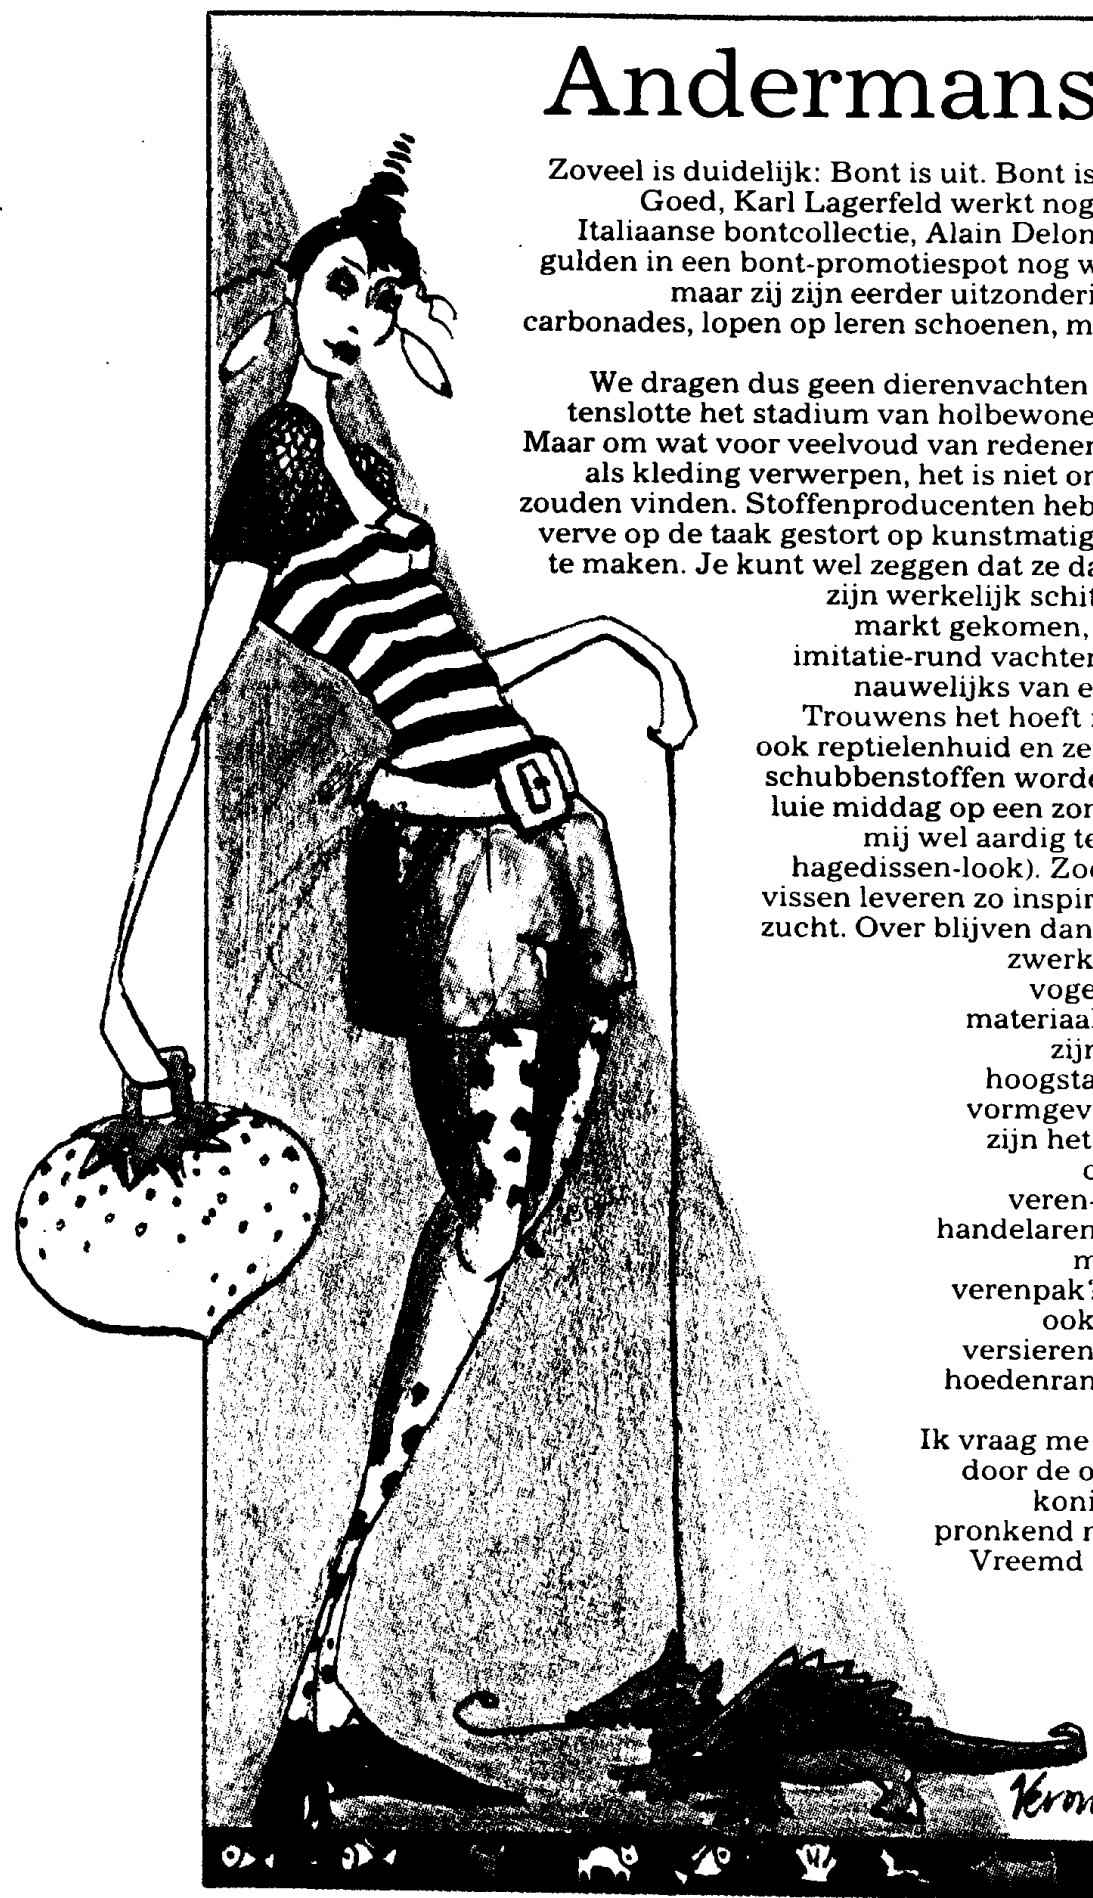 Andermans
Zoveel is duidelijk: Bont is uit. Bont is
Goed, Karl Lagerfeld werkt nog
Italiaanse bontcollectie, Alain Delon
gulden in een bont-promotiespot nog w
maar zij zijn eerder uitzonderi
carbonades, lopen op leren schoenen, m
We dragen dus geen dierenvachten
tenslotte het stadium van holbewone
Maar om wat voor veelvoud van redenen
als kleding verwerpen, het is niet or
zouden vinden. Stoffenproducenten heb
verve op de taak gestort op kunstmatig
te maken. Je kunt wel zeggen dat ze da
zijn werkelijk schit
markt gekomen,
imitatie-rund vachten
nauwelijks van e
Trouwens het hoeft
ook reptielenhuid en ze
schubbenstoffen worde
luie middag op een zon
mij wel aardig te
hagedissen-look). Zoe
vissen leveren zo inspir
zucht. Over blijven dan
zwerk
voge
materiaal
zijn
hoogsta
vormgev
zijn het
veren-
handelaren
m
verenpak?
ook
versieren
hoedenran
Ik vraag me
door de o
koni
pronkend
Vreemd
G